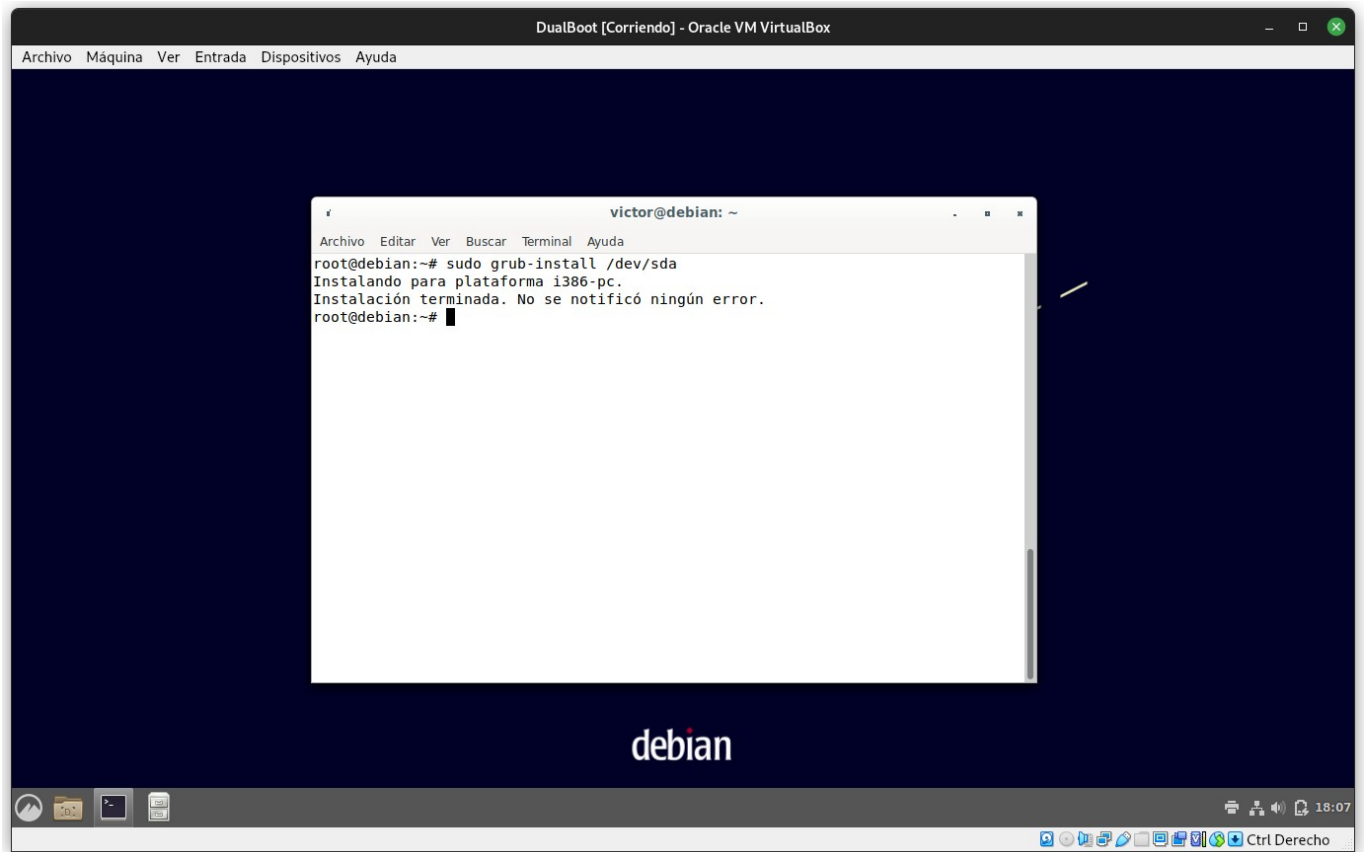 DualBoot [Corriendo] - Oracle VM VirtualBox
Archivo Máquina Ver Entrada Dispositivos Ayuda
victor@debian: ~
Archivo Editar Ver Buscar Terminal Ayuda
root@debian:~# sudo grub-install /dev/sda
Instalando para plataforma i386-pc.
Instalación terminada. No se notificó ningún error.
root@debian:~#
debian
18:07
Ctrl Derecho